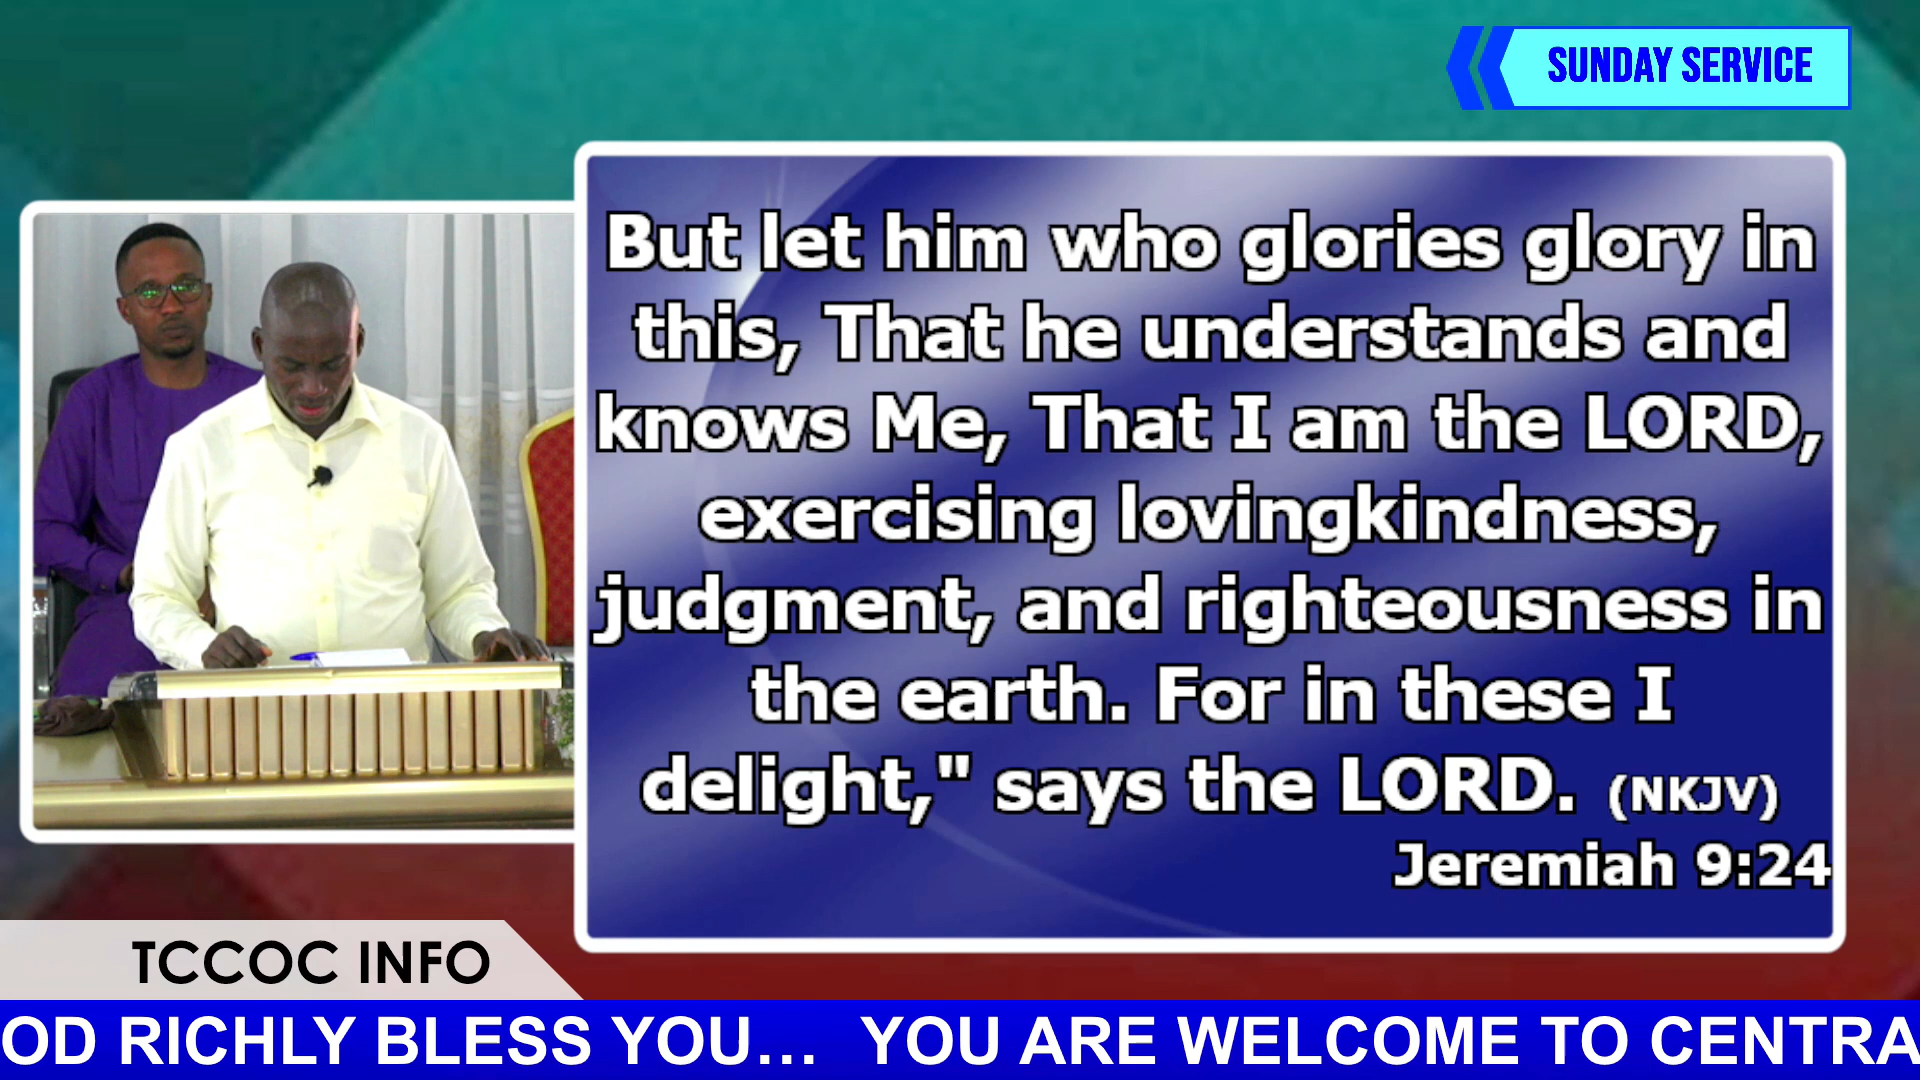 SUNDAY SERVICE
But let him who glories glory in
this, That he understands and
knows Me, That I am the LORD,
exercising lovingkindness,
judgment, and righteousness in
the earth. For in these I
delight," says the LORD. (NKJV)
Jeremiah 9:24
TCCOC INFO
OD RICHLY BLESS YOU... YOU ARE WELCOME TO CENTRA